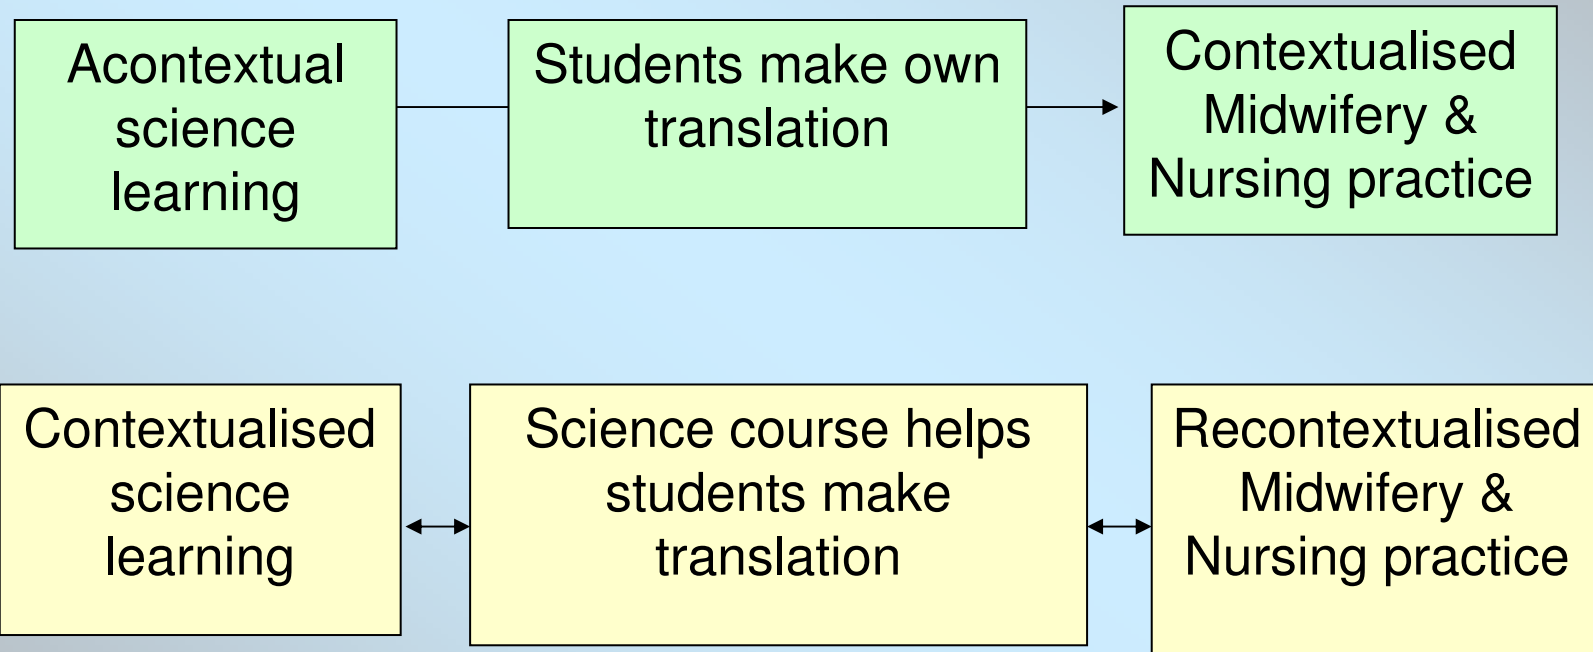 Acontextual
science
learning
Students make own
translation
Contextualised
Midwifery &
Nursing practice
Contextualised
science
learning
Science course helps
students make
translation
Recontextualised
Midwifery &
Nursing practice